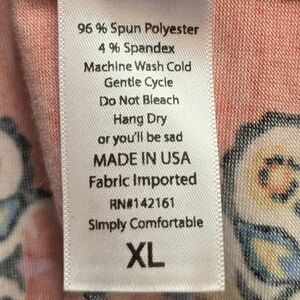 96 % Spun Polyester
4 % Spandex
Machine Wash Cold
Gentle Cycle
Do Not Bleach
Hang Dry
or you'll be sad
MADE IN USA
Fabric Imported
RN#142161
Simply Comfortable
XL